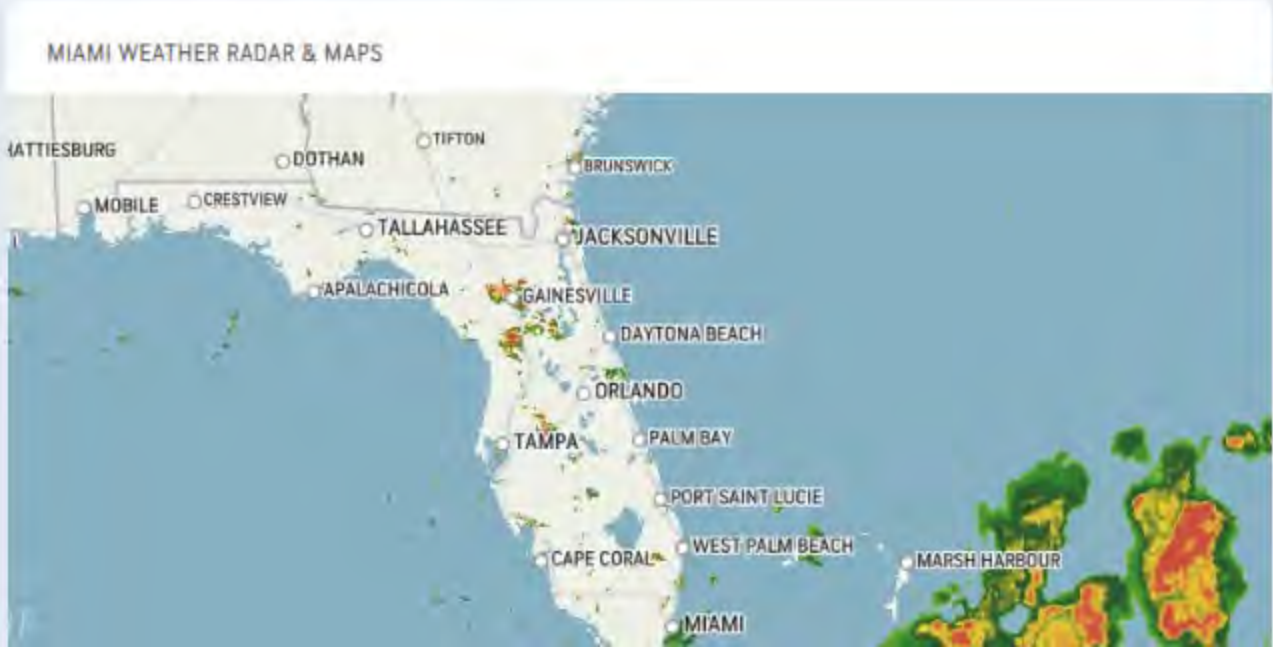 MIAMI WEATHER RADAR & MAPS
TIFTON
HATTIESBURG
DOTHAN
BRUNSWICK
MOBILE
CRESTVIEW
TALLAHASSEE
JACKSONVILLE
APALACHICOLA
GAINESVILLE
DAYTONA BEACH
ORLANDO
TAMPA
PALM BAY
PORT SAINT LUCIE
WEST PALM BEACH
CAPE CORAL
MARSH HARBOUR
MIAMI